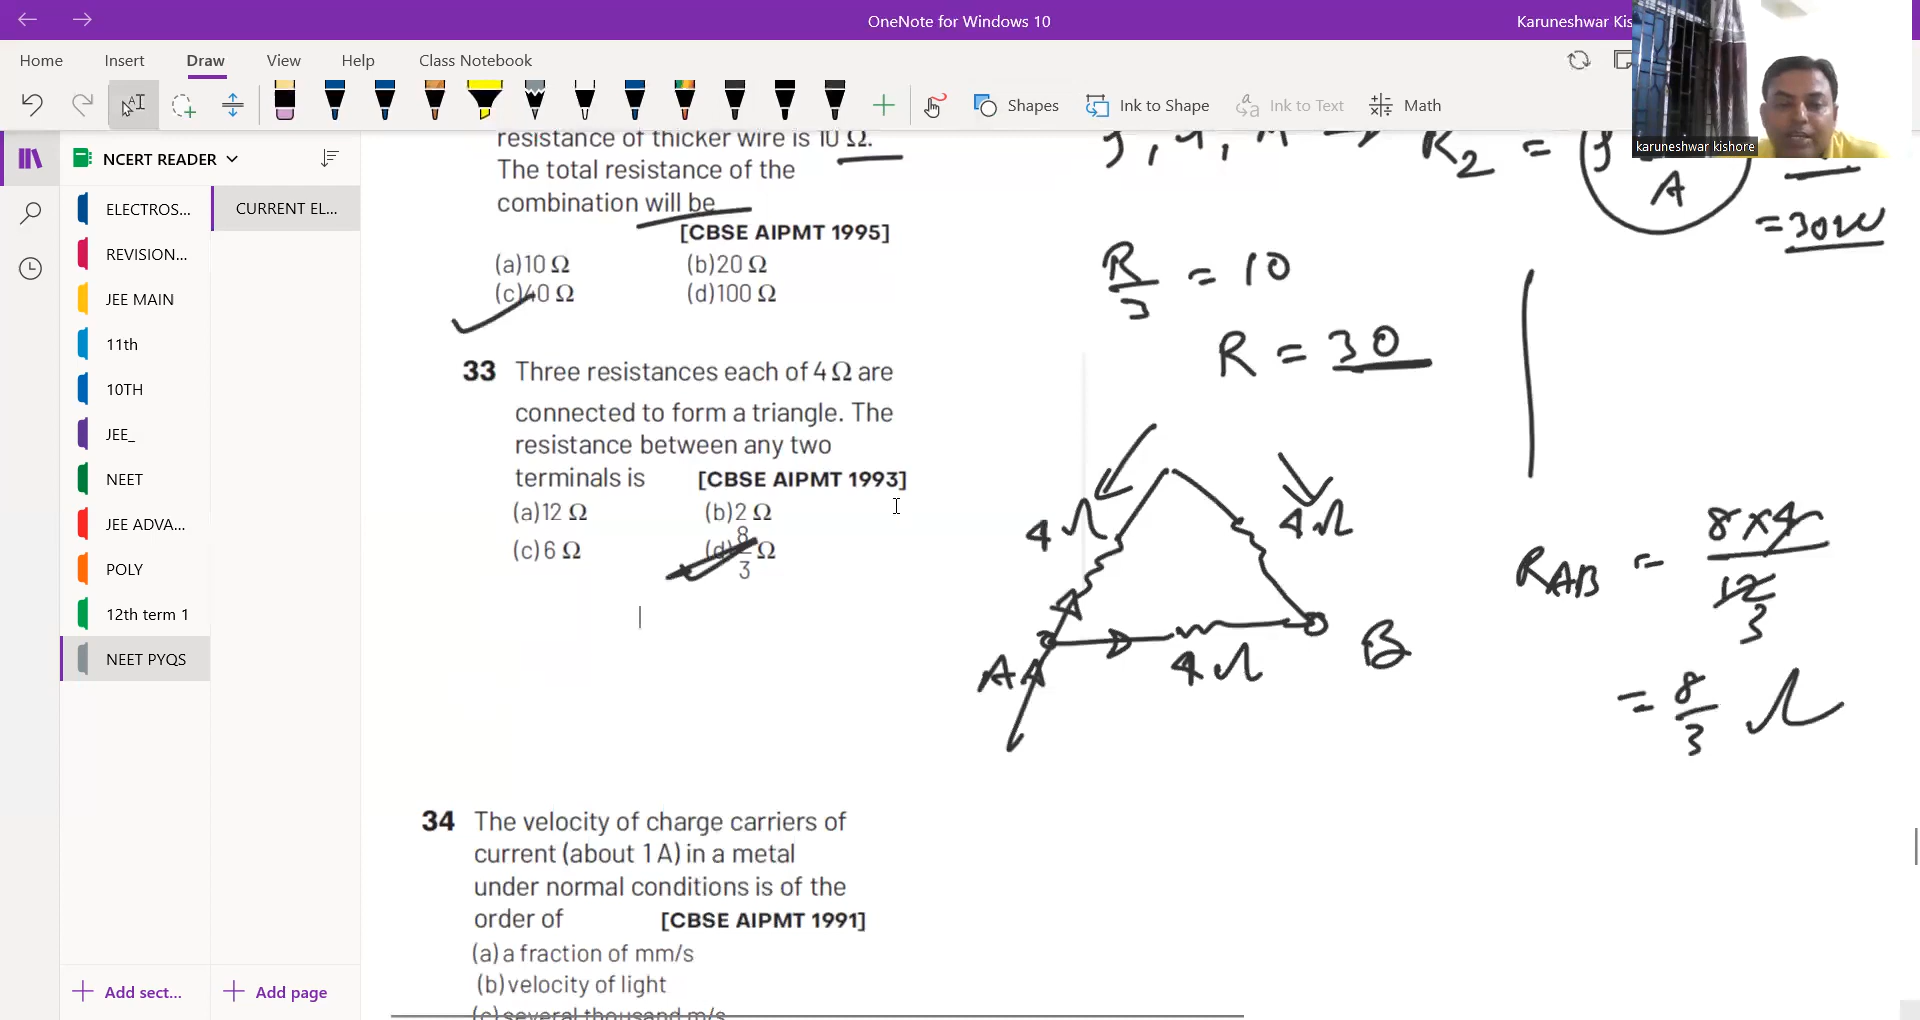 OneNote for Windows 10
Karuneshwar Kis
Home Insert Draw View Help Class Notebook
Shapes Ink to Shape Ink to Text Math
karuneshwar kishore
NCERT READER
ELECTROS...
REVISION...
JEE MAIN
11th
10TH
JEE_
NEET
JEE ADVA...
POLY
12th term 1
NEET PYQS
Add sect...
CURRENT EL...
Add page
resistance of thicker wire is 10 Ω.
The total resistance of the
combination will be
[CBSE AIPMT 1995]
(a) 10 Ω (b) 20 Ω
(c) 40 Ω (d) 100 Ω
33 Three resistances each of 4 Ω are
connected to form a triangle. The
resistance between any two
terminals is [CBSE AIPMT 1993]
(a) 12 Ω (b) 2 Ω
(c) 6 Ω (d) 8/3 Ω
34 The velocity of charge carriers of
current (about 1 A) in a metal
under normal conditions is of the
order of [CBSE AIPMT 1991]
(a) a fraction of mm/s
(b) velocity of light
(c) several thousand m/s
R2 =
A
R/3 = 10
R = 30
4Ω 4Ω
A B
4Ω
RAB = 8×4/12
3
= 8/3 Ω